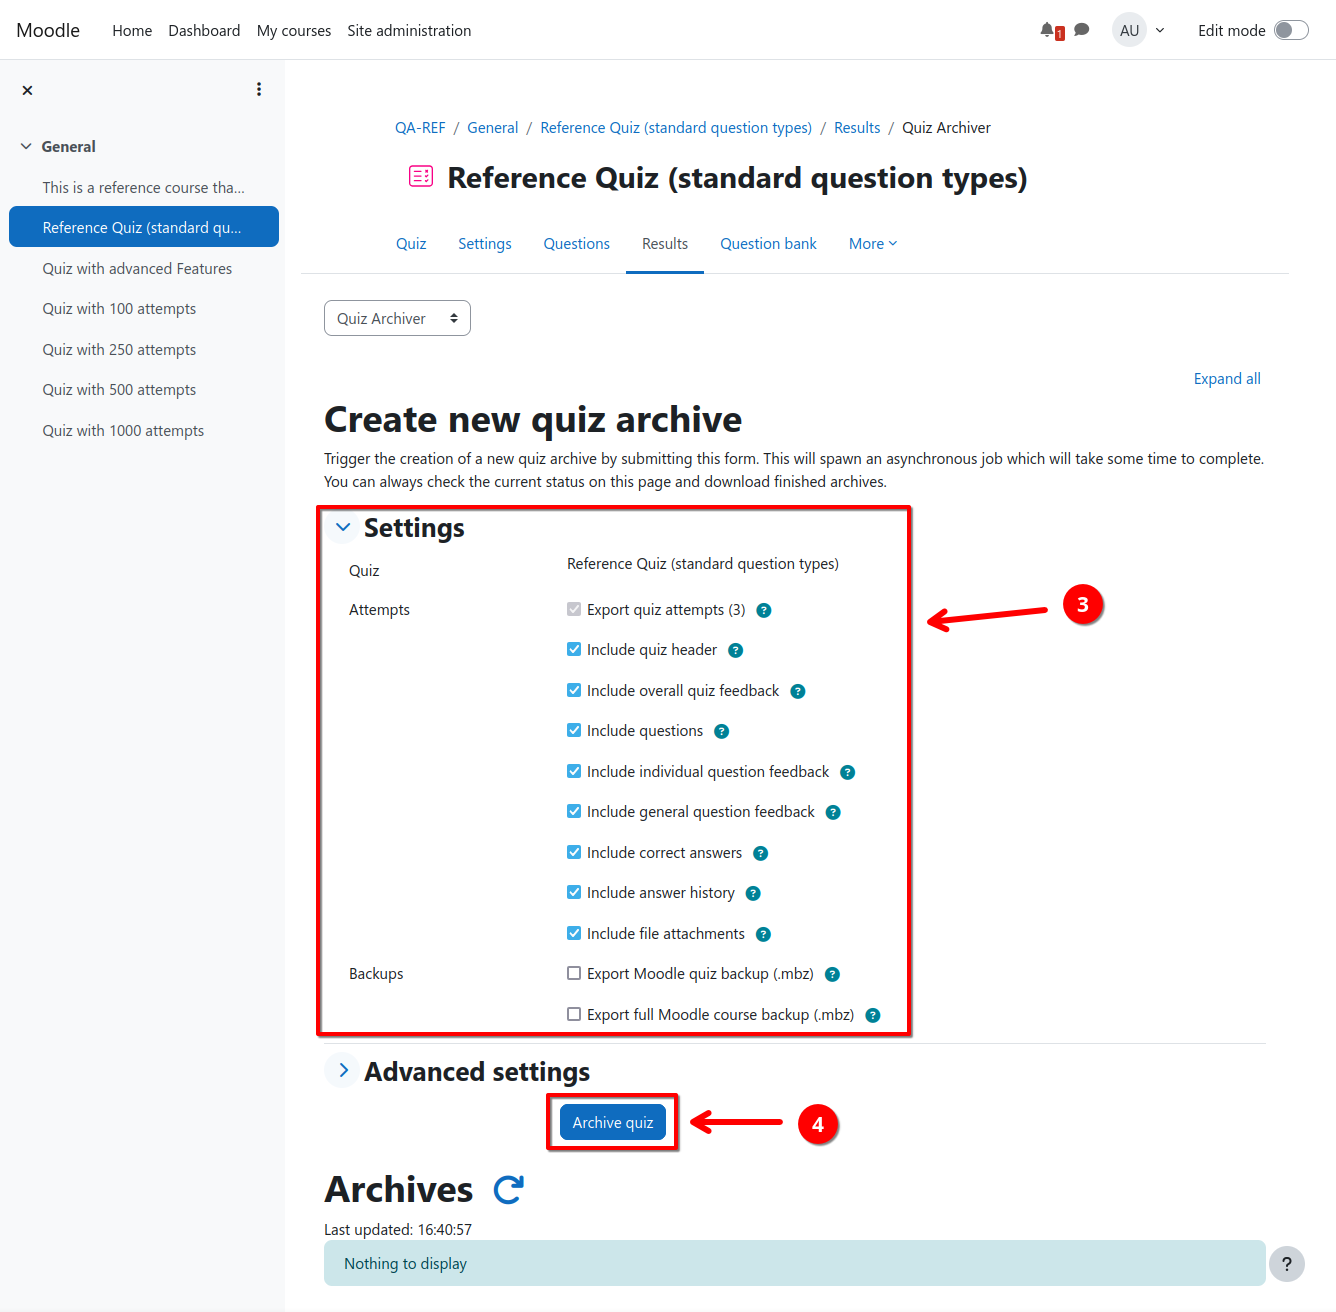 Moodle Home Dashboard My courses Site administration 1 AU Edit mode
General
This is a reference course tha...
Reference Quiz (standard qu...
Quiz with advanced Features
Quiz with 100 attempts
Quiz with 250 attempts
Quiz with 500 attempts
Quiz with 1000 attempts
QA-REF / General / Reference Quiz (standard question types) / Results / Quiz Archiver
Reference Quiz (standard question types)
Quiz Settings Questions Results Question bank More
Quiz Archiver
Expand all
Create new quiz archive
Trigger the creation of a new quiz archive by submitting this form. This will spawn an asynchronous job which will take some time to complete.
You can always check the current status on this page and download finished archives.
Settings
Quiz Reference Quiz (standard question types)
Attempts Export quiz attempts (3) ?
3
Include quiz header ?
Include overall quiz feedback ?
Include questions ?
Include individual question feedback ?
Include general question feedback ?
Include correct answers ?
Include answer history ?
Include file attachments ?
Backups Export Moodle quiz backup (.mbz) ?
Export full Moodle course backup (.mbz) ?
Advanced settings
Archive quiz
4
Archives
Last updated: 16:40:57
Nothing to display
?